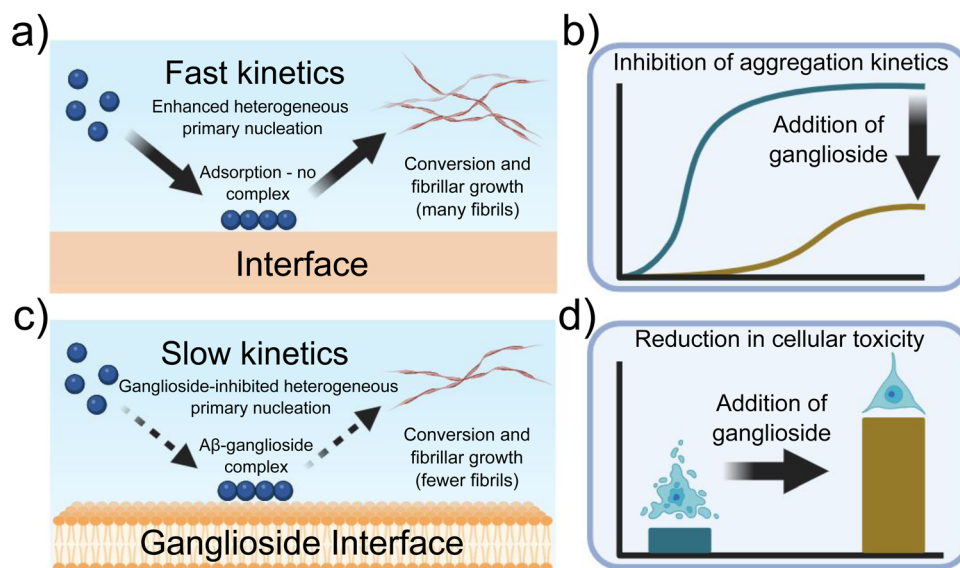 a)
Fast kinetics
Enhanced heterogeneous
primary nucleation
Adsorption - no
complex
Conversion and
fibrillar growth
(many fibrils)
Interface
b)
Inhibition of aggregation kinetics
Addition of
ganglioside
c)
Slow kinetics
Ganglioside-inhibited heterogeneous
primary nucleation
Aβ-ganglioside
complex
Conversion and
fibrillar growth
(fewer fibrils)
Ganglioside Interface
d)
Reduction in cellular toxicity
Addition of
ganglioside